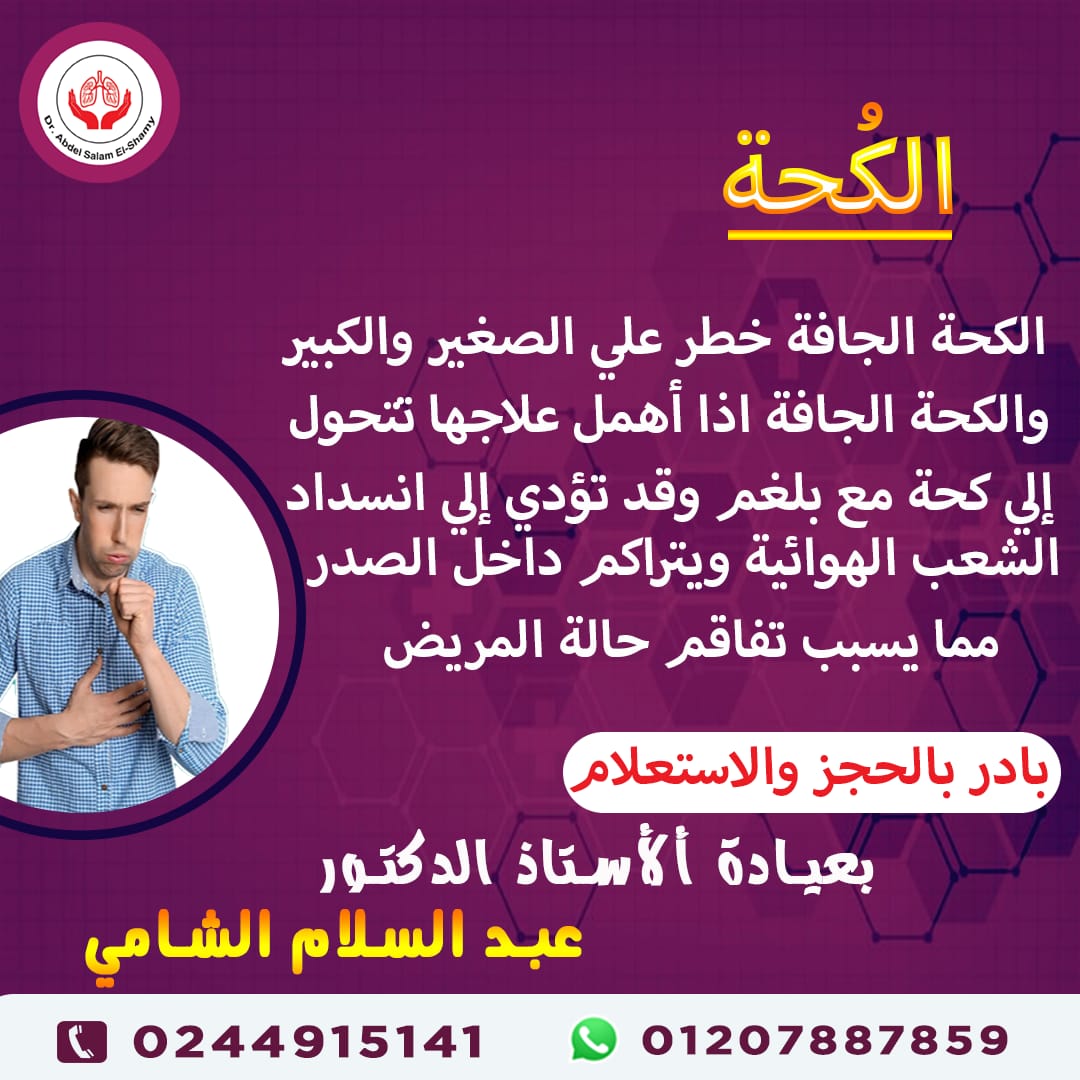 Dr. Abdel Salam El-Shamy
الكُحة
الكحة الجافة خطر علي الصغير والكبير
والكحة الجافة اذا أهمل علاجها تتحول
إلي كحة مع بلغم وقد تؤدي إلي انسداد
الشعب الهوائية ويتراكم داخل الصدر
مما يسبب تفاقم حالة المريض
بادر بالحجز والاستعلام
بعيادة ألأستاذ الدكتور
عبد السلام الشامي
0244915141 01207887859